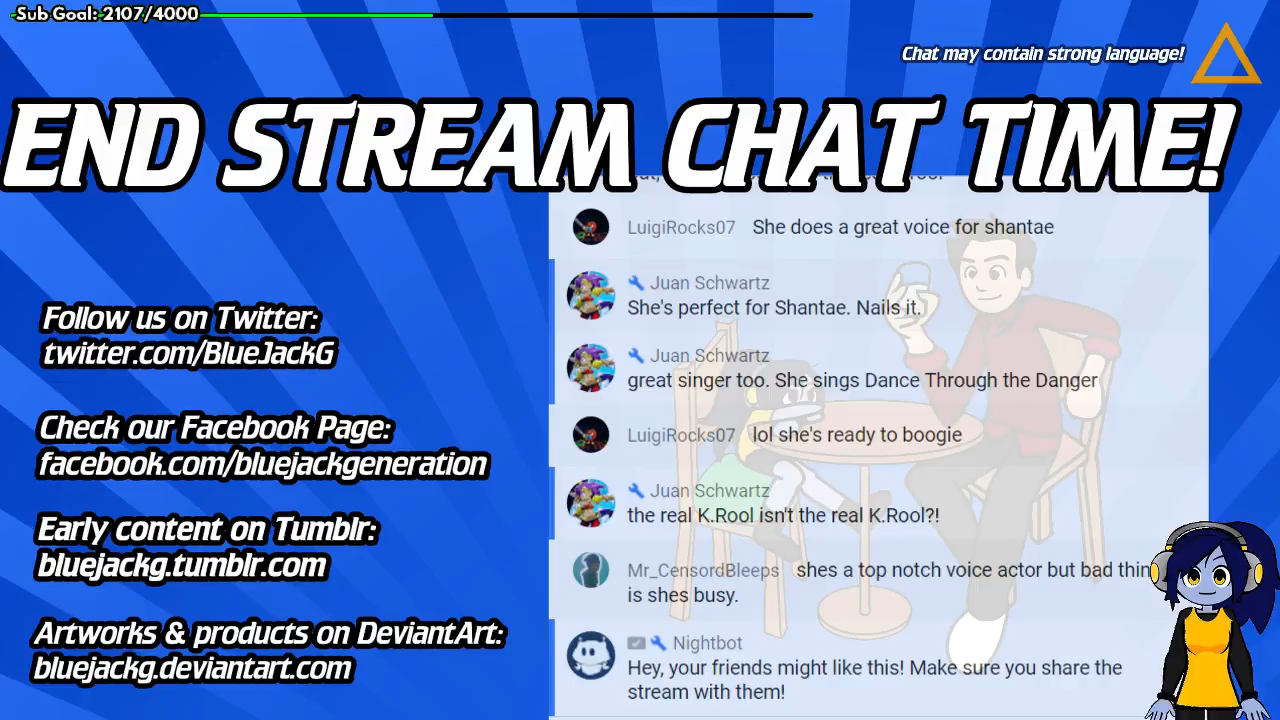 Sub Goal: 2107/4000
Chat may contain strong language!
END STREAM CHAT TIME!
Follow us on Twitter:
twitter.com/BlueJackG
Check our Facebook Page:
facebook.com/bluejackgeneration
Early content on Tumblr:
bluejackg.tumblr.com
Artworks & products on DeviantArt:
bluejackg.deviantart.com
LuigiRocks07 She does a great voice for shantae
Juan Schwartz
She's perfect for Shantae. Nails it.
Juan Schwartz
great singer too. She sings Dance Through the Danger
LuigiRocks07 lol she's ready to boogie
Juan Schwartz
the real K.Rool isn't the real K.Rool?!
Mr_CensordBleeps shes a top notch voice actor but bad thin
is shes busy.
Nightbot
Hey, your friends might like this! Make sure you share the
stream with them!